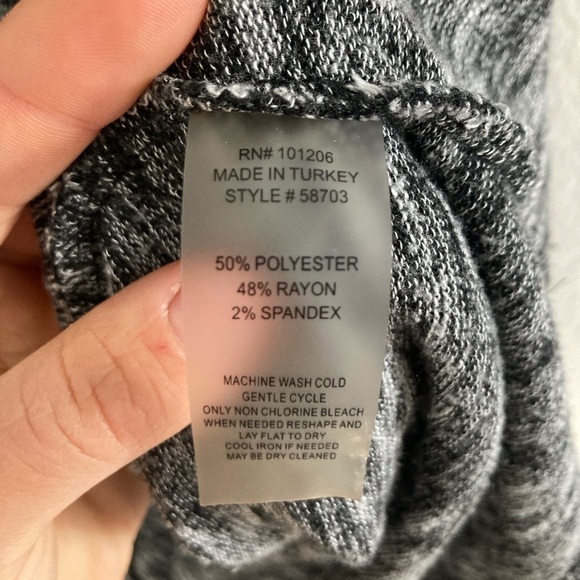 RN# 101206
MADE IN TURKEY
STYLE # 58703
50% POLYESTER
48% RAYON
2% SPANDEX
MACHINE WASH COLD
GENTLE CYCLE
ONLY NON CHLORINE BLEACH
WHEN NEEDED RESHAPE AND
LAY FLAT TO DRY
COOL IRON IF NEEDED
MAY BE DRY CLEANED